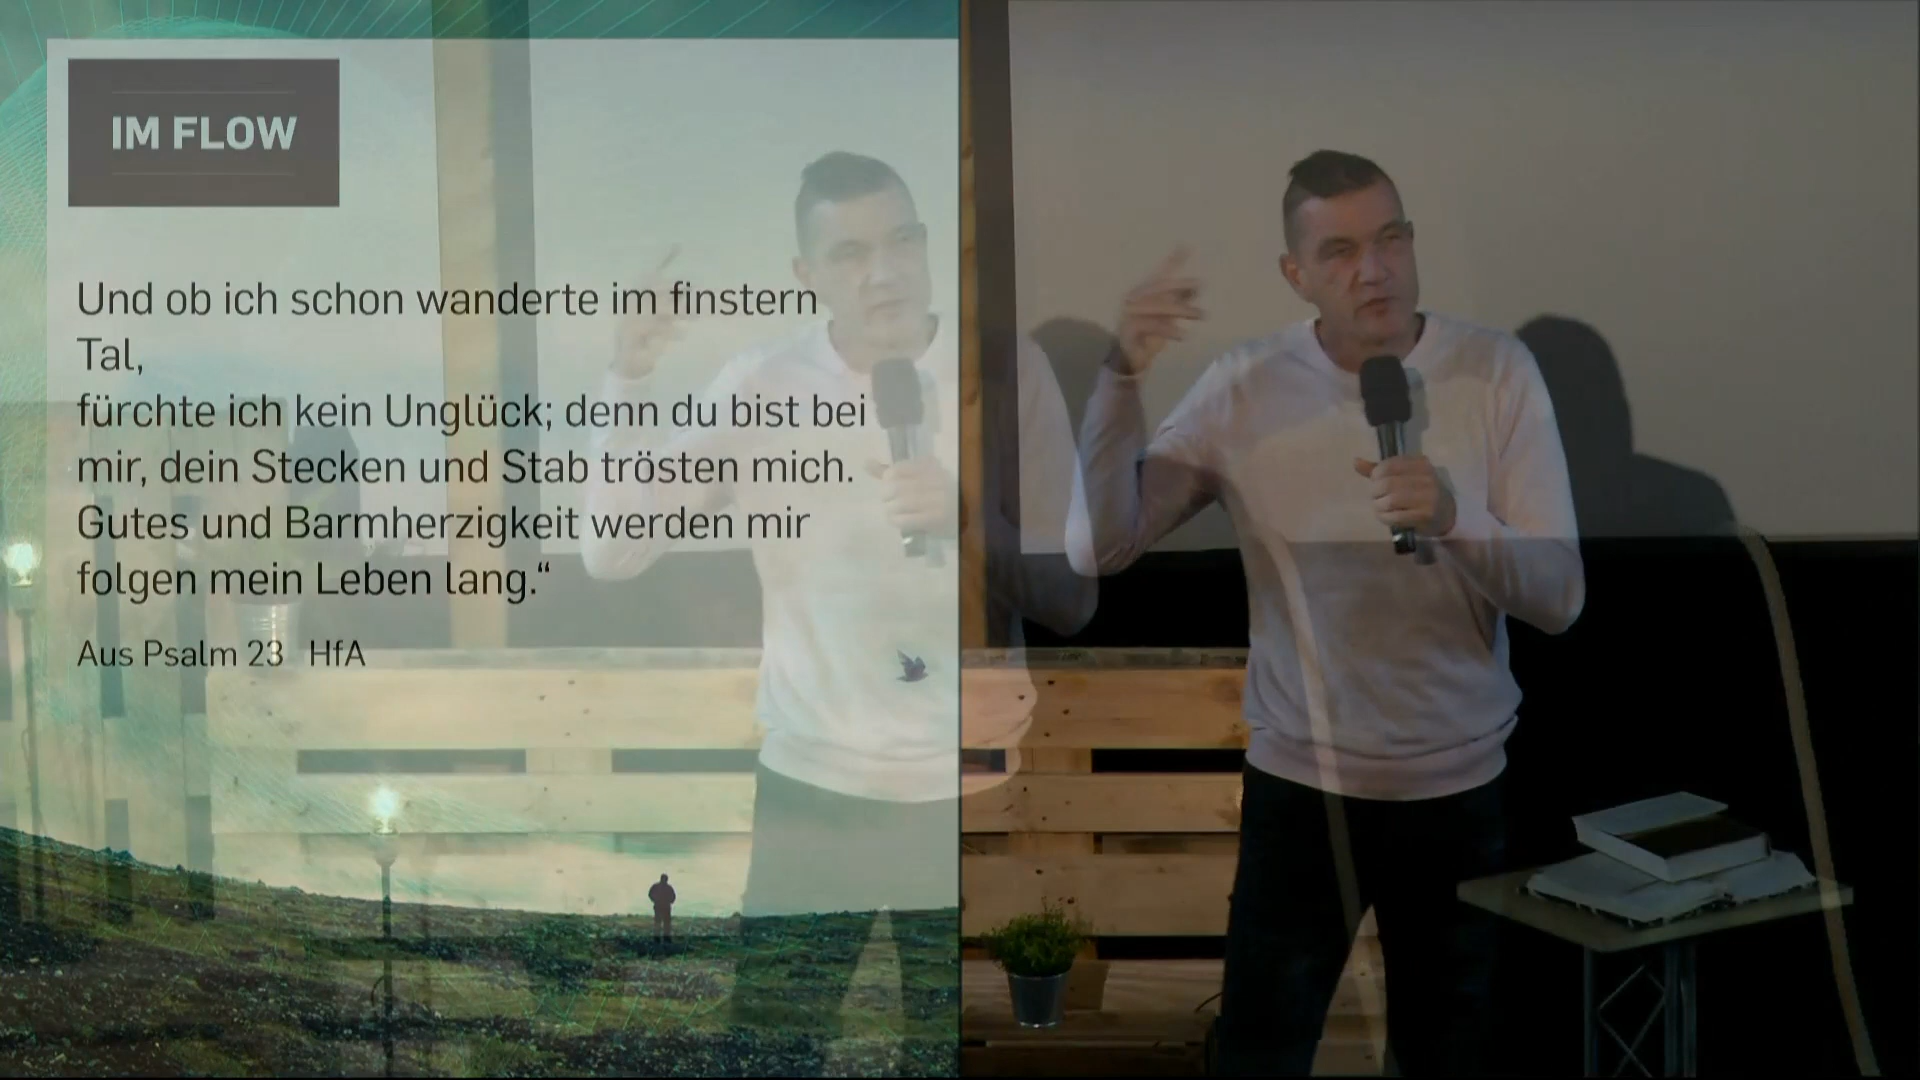 IM FLOW
Und ob ich schon wanderte im finstern
Tal,
fürchte ich kein Unglück; denn du bist bei
mir, dein Stecken und Stab trösten mich.
Gutes und Barmherzigkeit werden mir
folgen mein Leben lang.“
Aus Psalm 23 HfA